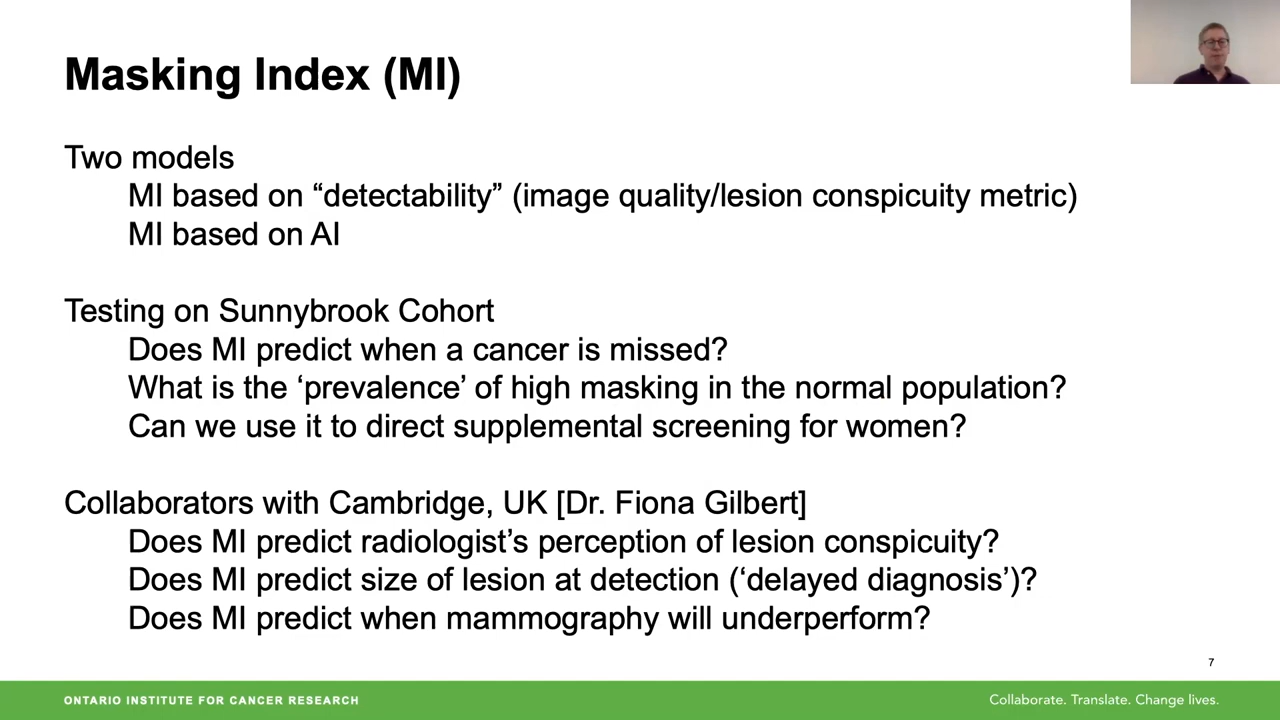 Masking Index (MI)
Two models
MI based on “detectability” (image quality/lesion conspicuity metric)
MI based on AI
Testing on Sunnybrook Cohort
Does MI predict when a cancer is missed?
What is the ‘prevalence’ of high masking in the normal population?
Can we use it to direct supplemental screening for women?
Collaborators with Cambridge, UK [Dr. Fiona Gilbert]
Does MI predict radiologist’s perception of lesion conspicuity?
Does MI predict size of lesion at detection (‘delayed diagnosis’)?
Does MI predict when mammography will underperform?
7
ONTARIO INSTITUTE FOR CANCER RESEARCH
Collaborate. Translate. Change lives.